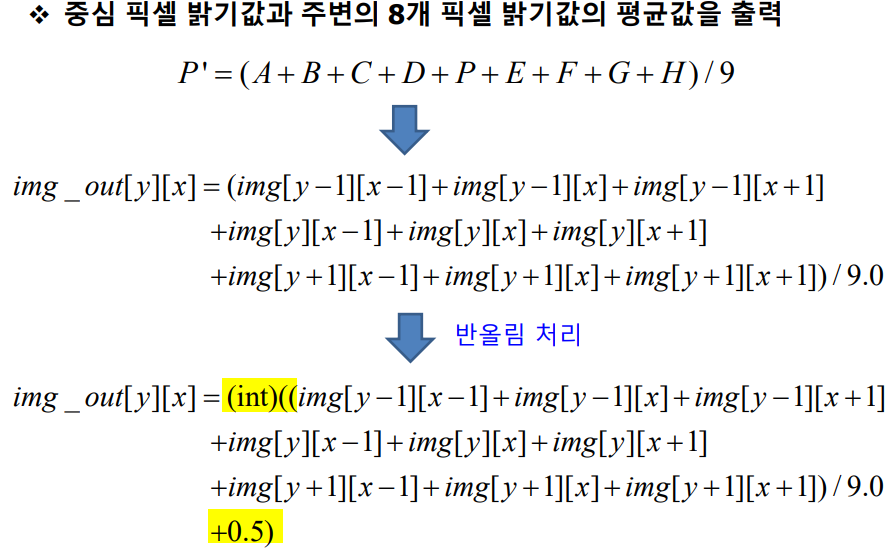 ❖ 중심 픽셀 밝기값과 주변의 8개 픽셀 밝기값의 평균값을 출력
P' = (A + B + C + D + P + E + F + G + H) / 9
img _ out[y][x] = (img[y −1][x −1] + img[y −1][x] + img[y −1][x +1]
+img[y][x −1] + img[y][x] + img[y][x +1]
+img[y +1][x −1] + img[y +1][x] + img[y +1][x +1]) / 9.0
반올림 처리
img _ out[y][x] = (int)((img[y −1][x −1] + img[y −1][x] + img[y −1][x +1]
+img[y][x −1] + img[y][x] + img[y][x +1]
+img[y +1][x −1] + img[y +1][x] + img[y +1][x +1]) / 9.0
+0.5)